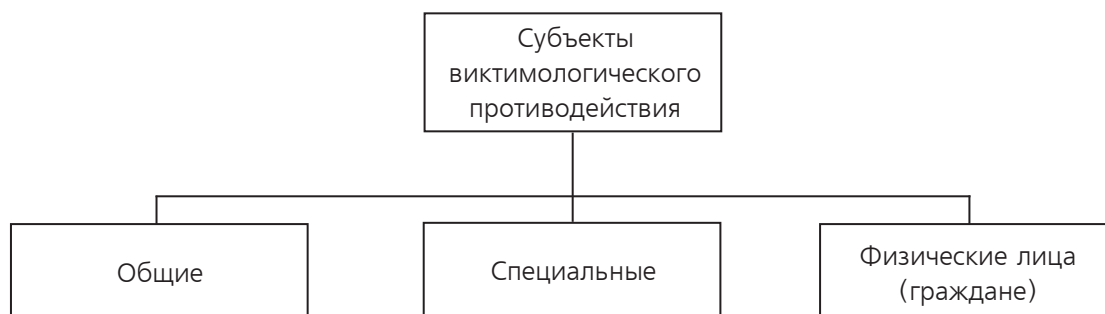 Субъекты
виктимологического
противодействия
Общие
Специальные
Физические лица
(граждане)